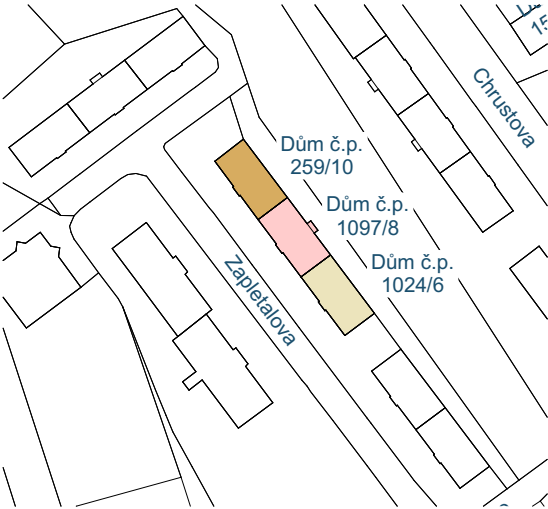 Chrustova
Dům č.p.
259/10
Dům č.p.
1097/8
Dům č.p.
1024/6
Zapletalova